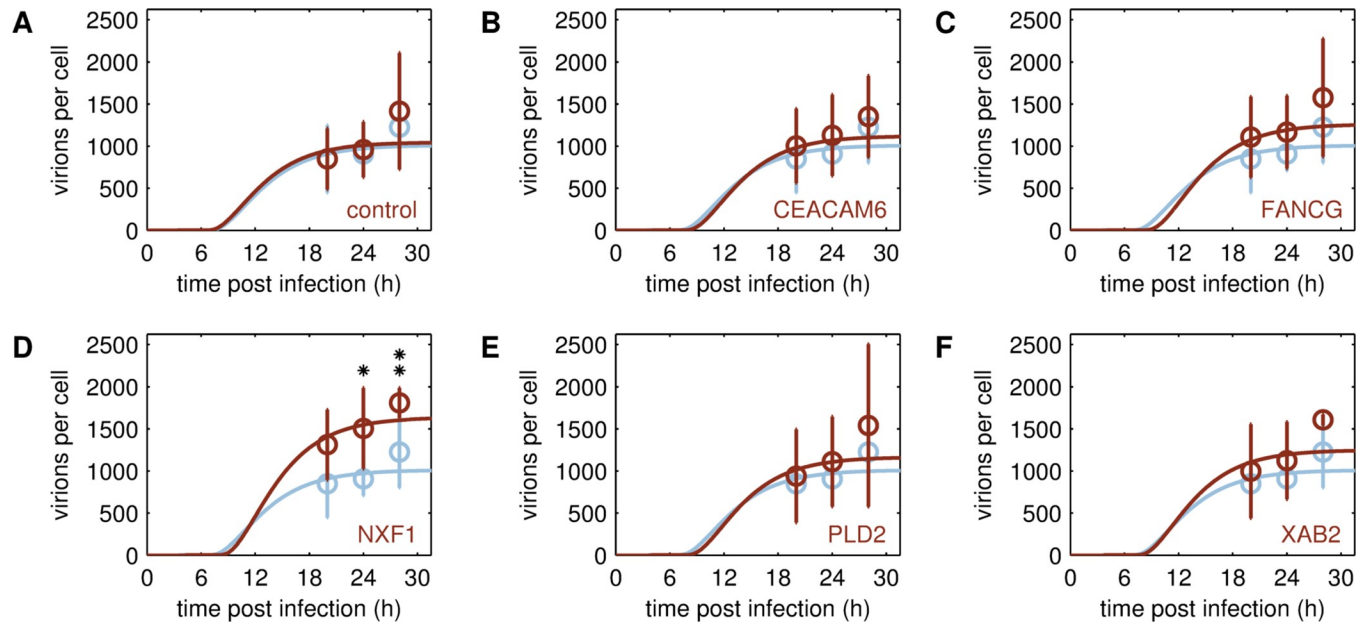 A
virions per cell
2500
2000
1500
1000
500
0
control
0 6 12 18 24 30
time post infection (h)
B
virions per cell
2500
2000
1500
1000
500
0
CEACAM6
0 6 12 18 24 30
time post infection (h)
C
virions per cell
2500
2000
1500
1000
500
0
FANCG
0 6 12 18 24 30
time post infection (h)
D
virions per cell
2500
2000
1500
1000
500
0
*
*
*
NXF1
0 6 12 18 24 30
time post infection (h)
E
virions per cell
2500
2000
1500
1000
500
0
PLD2
0 6 12 18 24 30
time post infection (h)
F
virions per cell
2500
2000
1500
1000
500
0
XAB2
0 6 12 18 24 30
time post infection (h)